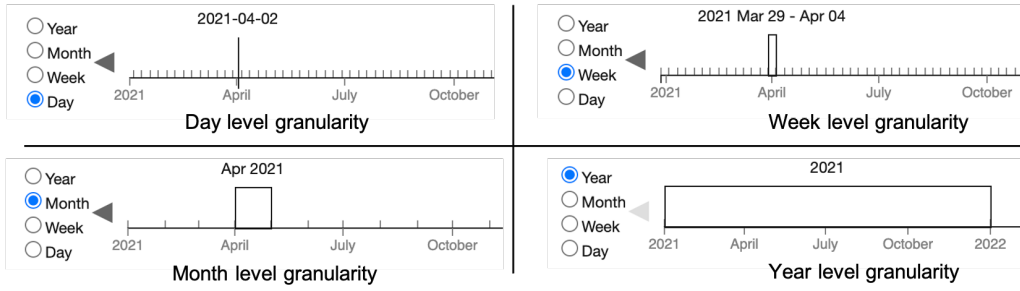 2021-04-02
Year
Month
Week
Day
2021 April July October
Day level granularity
2021 Mar 29 - Apr 04
Year
Month
Week
Day
2021 April July October
Week level granularity
Apr 2021
Year
Month
Week
Day
2021 April July October
Month level granularity
2021
Year
Month
Week
Day
2021 April July October 2022
Year level granularity